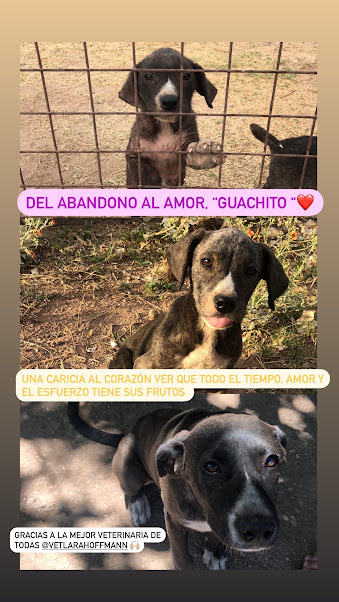 DEL ABANDONO AL AMOR, “GUACHITO “❤️
UNA CARICIA AL CORAZÓN VER QUE TODO EL TIEMPO, AMOR Y
EL ESFUERZO TIENE SUS FRUTOS
GRACIAS A LA MEJOR VETERINARIA DE
TODAS @VETLARAHOFFMANN 🙌🏻